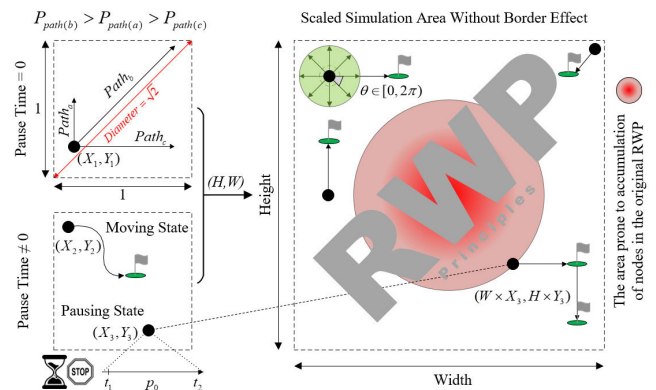 P_path(b) > P_path(a) > P_path(c)
Scaled Simulation Area Without Border Effect
Pause Time = 0
1
Path_a
Path_b
Diameter = √2
Path_c
(X_1, Y_1)
1
(H,W)
Pause Time ≠ 0
Moving State
(X_2, Y_2)
Pausing State
(X_3, Y_3)
STOP
t_1
p_0
t_2
Height
θ ∈ [0, 2π)
RWP
Principles
(W × X_3, H × Y_3)
Width
The area prone to accumulation
of nodes in the original RWP